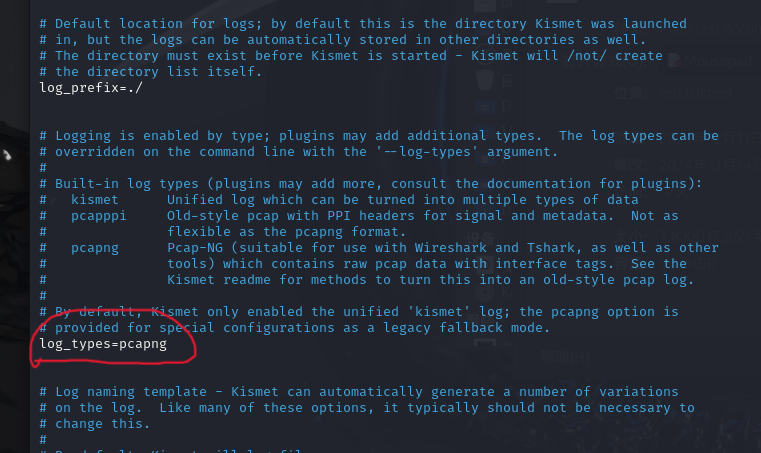 # Default location for logs; by default this is the directory Kismet was launched
# in, but the logs can be automatically stored in other directories as well.
# The directory must exist before Kismet is started - Kismet will /not/ create
# the directory list itself.
log_prefix=./
# Logging is enabled by type; plugins may add additional types.  The log types can be
# overridden on the command line with the '--log-types' argument.
#
# Built-in log types (plugins may add more, consult the documentation for plugins):
#   kismet      Unified log which can be turned into multiple types of data
#   pcapppi     Old-style pcap with PPI headers for signal and metadata.  Not as
#               flexible as the pcapng format.
#   pcapng      Pcap-NG (suitable for use with Wireshark and Tshark, as well as other
#               tools) which contains raw pcap data with interface tags.  See the
#               Kismet readme for methods to turn this into an old-style pcap log.
#
# By default, Kismet only enabled the unified 'kismet' log; the pcapng option is
# provided for special configurations as a legacy fallback mode.
log_types=pcapng
# Log naming template - Kismet can automatically generate a number of variations
# on the log.  Like many of these options, it typically should not be necessary to
# change this.
#